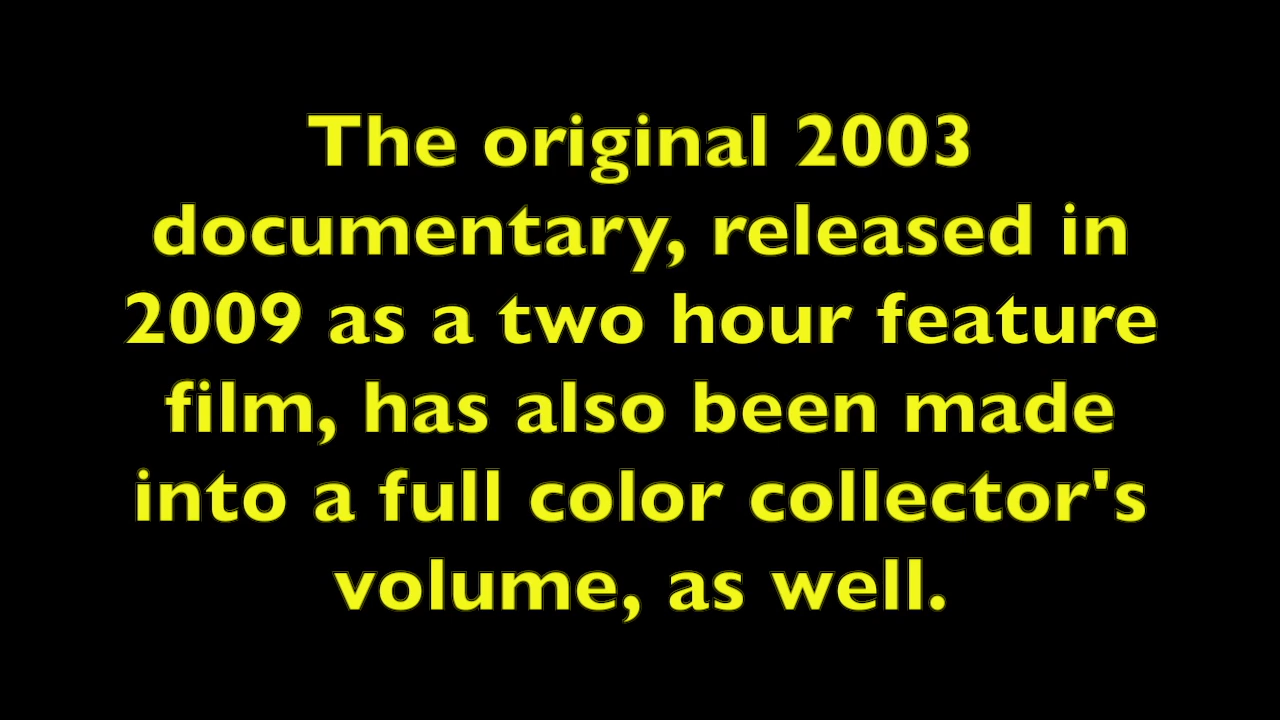 The original 2003
documentary, released in
2009 as a two hour feature
film, has also been made
into a full color collector's
volume, as well.